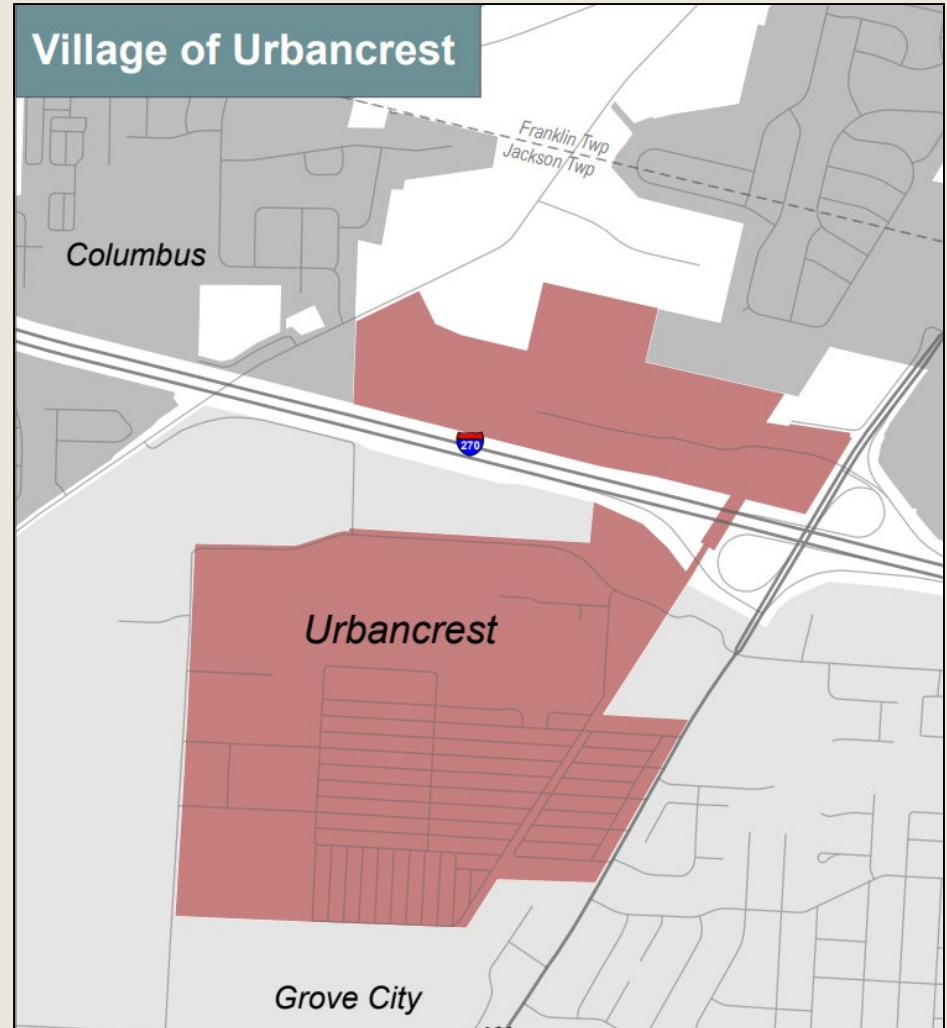 Village of Urbancrest
Franklin Twp
Jackson Twp
Columbus
270
Urbancrest
Grove City